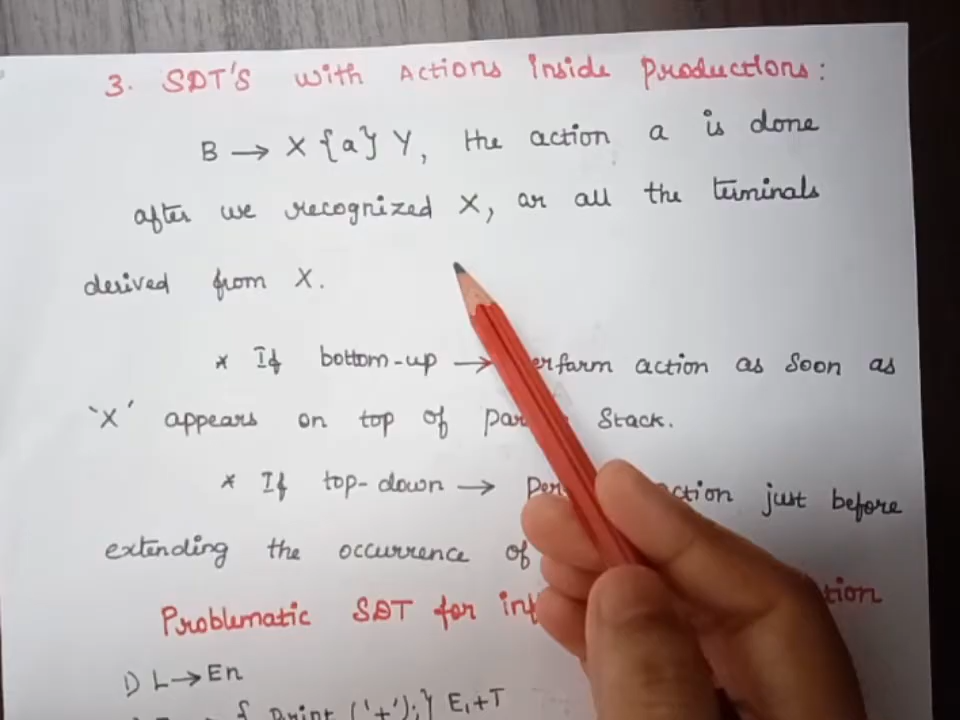 3. SDT'S with Actions Inside Productions:
B → X {a} Y, the action a is done
after we recognized X, or all the terminals
derived from X.
* If bottom-up → perform action as soon as
'X' appears on top of Stack.
* If top-down → action just before
extending the occurrence of
Problematic SDT for
1) L → En
{ Print ('+'); } E₁ + T